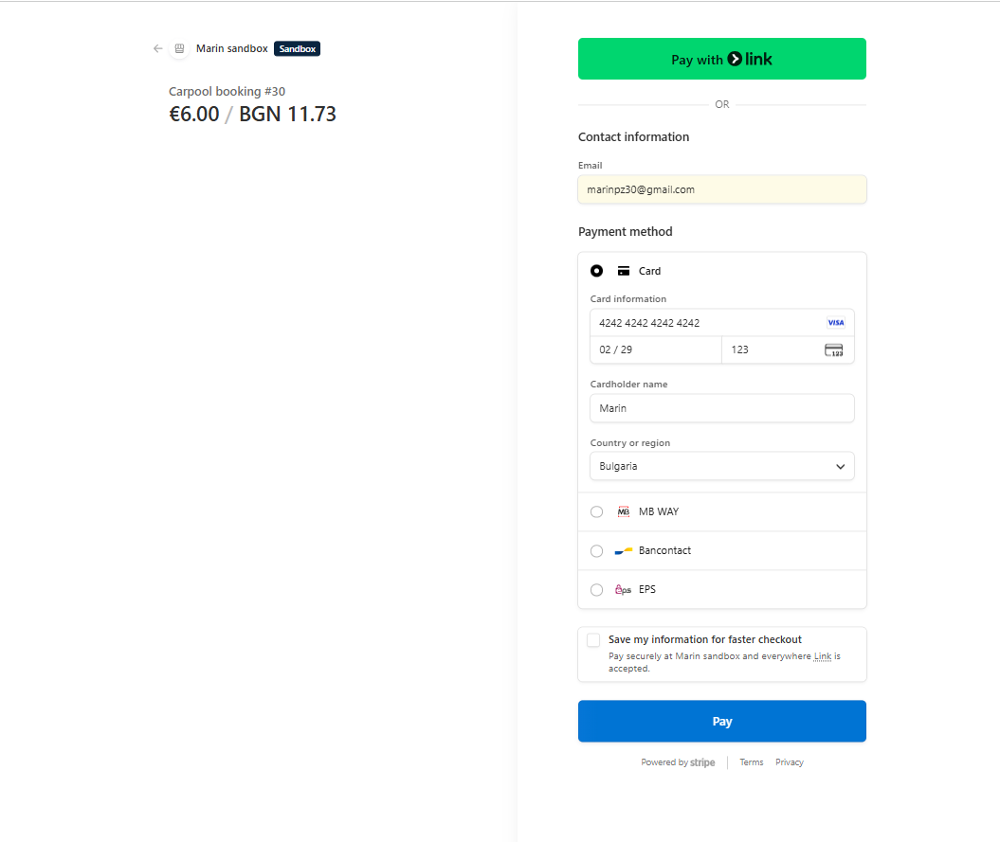 Marin sandbox Sandbox
Carpool booking #30
€6.00 / BGN 11.73
Pay with link
OR
Contact information
Email
marinpz30@gmail.com
Payment method
Card
Card information
4242 4242 4242 4242 VISA
02 / 29 123 123
Cardholder name
Marin
Country or region
Bulgaria
MB MB WAY
Bancontact
eps EPS
Save my information for faster checkout
Pay securely at Marin sandbox and everywhere Link is
accepted.
Pay
Powered by stripe Terms Privacy